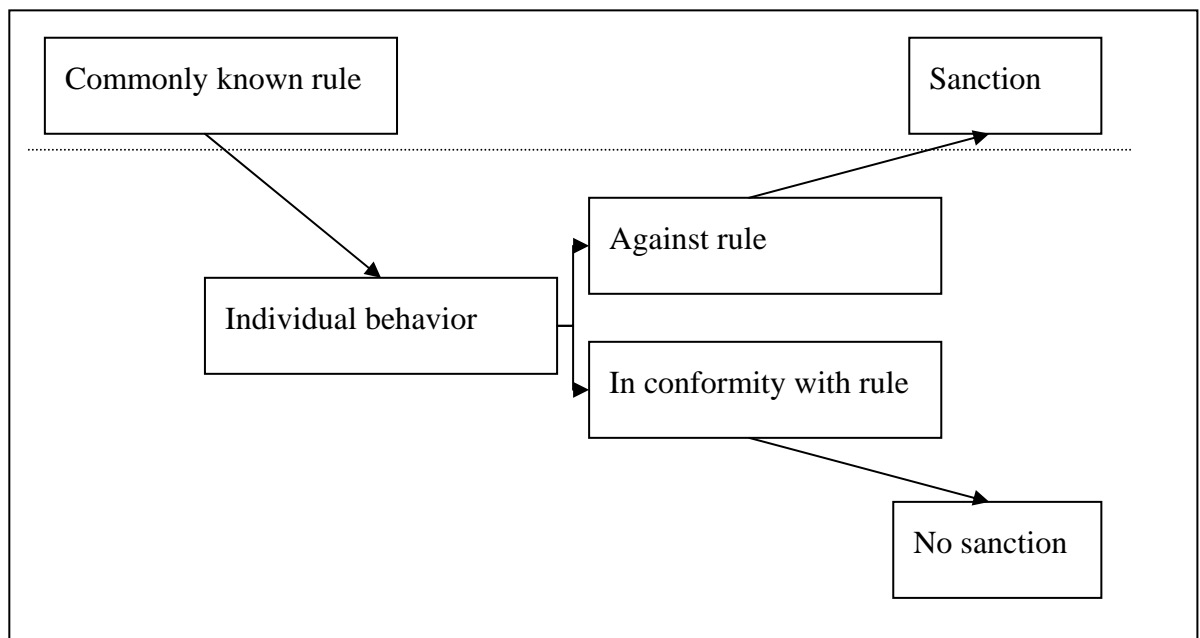 Commonly known rule
Sanction
Against rule
Individual behavior
In conformity with rule
No sanction